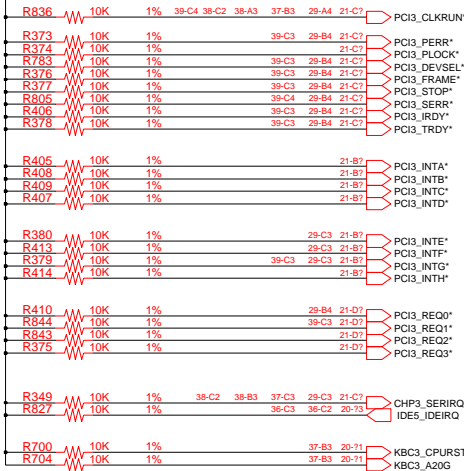 R836 10K 1% 39-C4 38-C2 38-A3 37-B3 29-A4 21-C? PCI3_CLKRUN*
R373 10K 1% 39-C3 29-B4 21-C? PCI3_PERR*
R374 10K 1% 21-C? PCI3_PLOCK*
R783 10K 1% 39-C3 29-B4 21-C? PCI3_DEVSEL*
R376 10K 1% 39-C3 29-B4 21-C? PCI3_FRAME*
R377 10K 1% 39-C3 29-B4 21-C? PCI3_STOP*
R805 10K 1% 39-C4 29-B4 21-C? PCI3_SERR*
R406 10K 1% 39-C3 29-B4 21-C? PCI3_IRDY*
R378 10K 1% 39-C3 29-B4 21-C? PCI3_TRDY*
R405 10K 1% 21-B? PCI3_INTA*
R408 10K 1% 21-B? PCI3_INTB*
R409 10K 1% 21-B? PCI3_INTC*
R407 10K 1% 21-B? PCI3_INTD*
R380 10K 1% 29-C3 21-B? PCI3_INTE*
R413 10K 1% 29-C3 21-B? PCI3_INTF*
R379 10K 1% 39-C3 29-C3 21-B? PCI3_INTG*
R414 10K 1% 21-B? PCI3_INTH*
R410 10K 1% 29-B4 21-D? PCI3_REQ0*
R844 10K 1% 39-C3 21-D? PCI3_REQ1*
R843 10K 1% 21-D? PCI3_REQ2*
R375 10K 1% 21-D? PCI3_REQ3*
R349 10K 1% 38-C2 38-B3 37-C3 29-C3 21-C? CHP3_SERIRQ
R827 10K 1% 36-C3 36-C2 20-?3 IDE5_IDEIRQ
R700 10K 1% 37-B3 20-?1 KBC3_CPURST
R704 10K 1% 37-B3 20-?1 KBC3_A20G